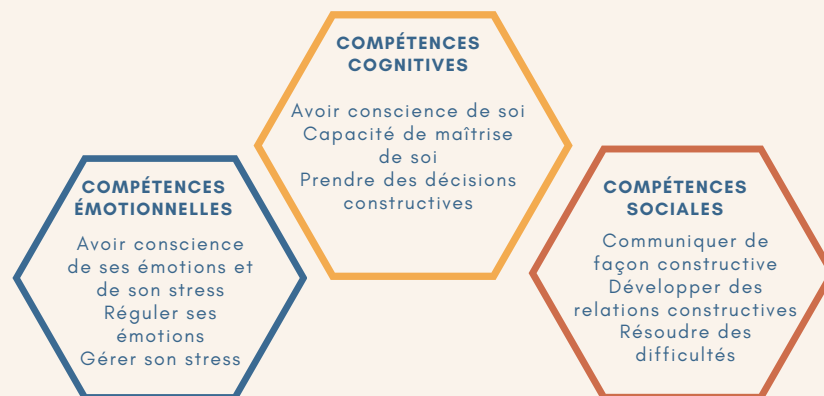 COMPÉTENCES
COGNITIVES
Avoir conscience de soi
Capacité de maîtrise
de soi
Prendre des décisions
constructives
COMPÉTENCES
ÉMOTIONNELLES
Avoir conscience
de ses émotions et
de son stress
Réguler ses
émotions
Gérer son stress
COMPÉTENCES
SOCIALES
Communiquer de
façon constructive
Développer des
relations constructives
Résoudre des
difficultés